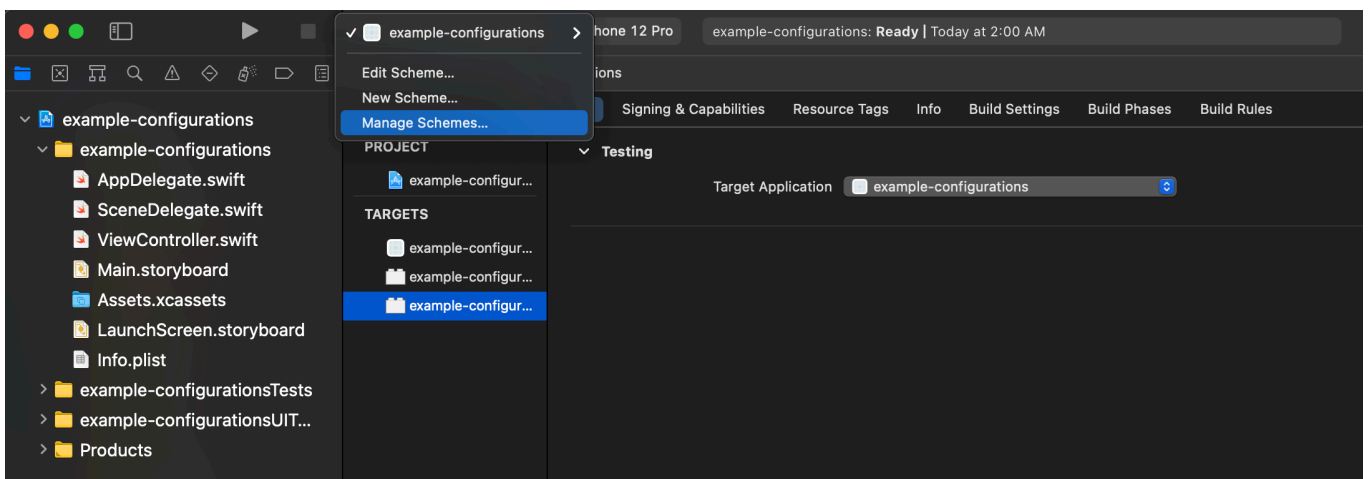 example-configurations
hone 12 Pro
example-configurations: Ready | Today at 2:00 AM
Edit Scheme...
New Scheme...
Manage Schemes...
ions
Signing & Capabilities
Resource Tags
Info
Build Settings
Build Phases
Build Rules
example-configurations
example-configurations
AppDelegate.swift
SceneDelegate.swift
ViewController.swift
Main.storyboard
Assets.xcassets
LaunchScreen.storyboard
Info.plist
example-configurationsTests
example-configurationsUIT...
Products
PROJECT
example-configur...
TARGETS
example-configur...
example-configur...
example-configur...
Testing
Target Application
example-configurations